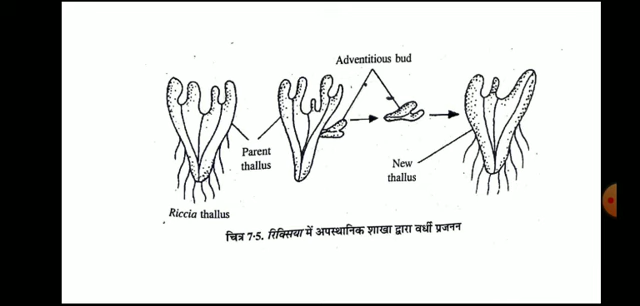 Adventitious bud
Parent
thallus
New
thallus
Riccia thallus
चित्र 7·5. रिक्सिया में अपस्थानिक शाखा द्वारा वर्धी प्रजनन